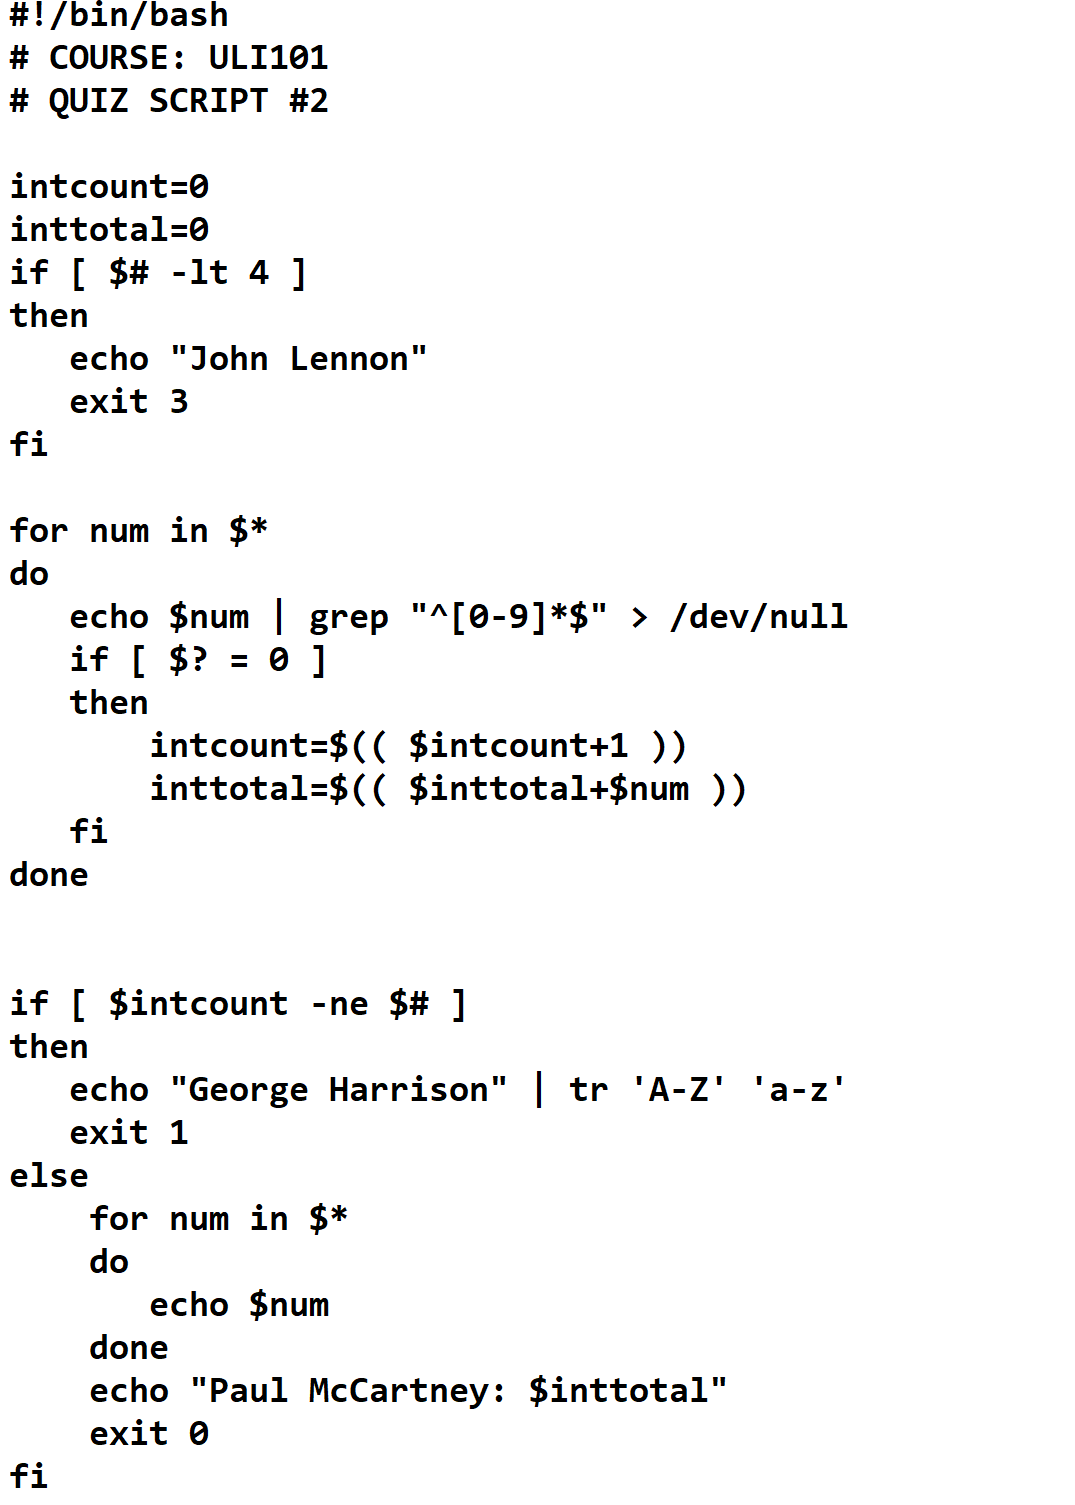 #!/bin/bash
# COURSE: ULI101
# QUIZ SCRIPT #2

intcount=0
inttotal=0
if [ $# -lt 4 ]
then
   echo "John Lennon"
   exit 3
fi

for num in $*
do
   echo $num | grep "^[0-9]*$" > /dev/null
   if [ $? = 0 ]
   then
       intcount=$(( $intcount+1 ))
       inttotal=$(( $inttotal+$num ))
   fi
done


if [ $intcount -ne $# ]
then
   echo "George Harrison" | tr 'A-Z' 'a-z'
   exit 1
else
    for num in $*
    do
       echo $num
    done
    echo "Paul McCartney: $inttotal"
    exit 0
fi